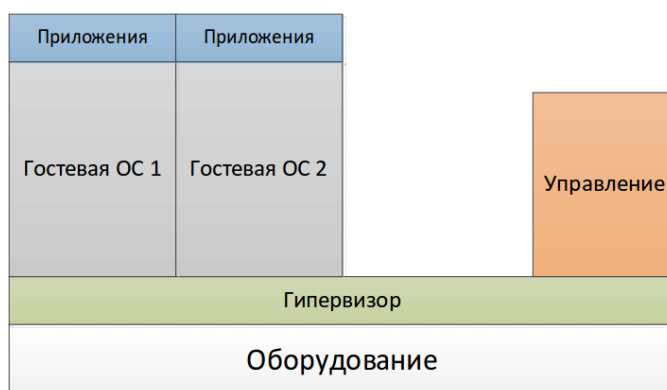 Приложения
Приложения
Гостевая ОС 1
Гостевая ОС 2
Управление
Гипервизор
Оборудование